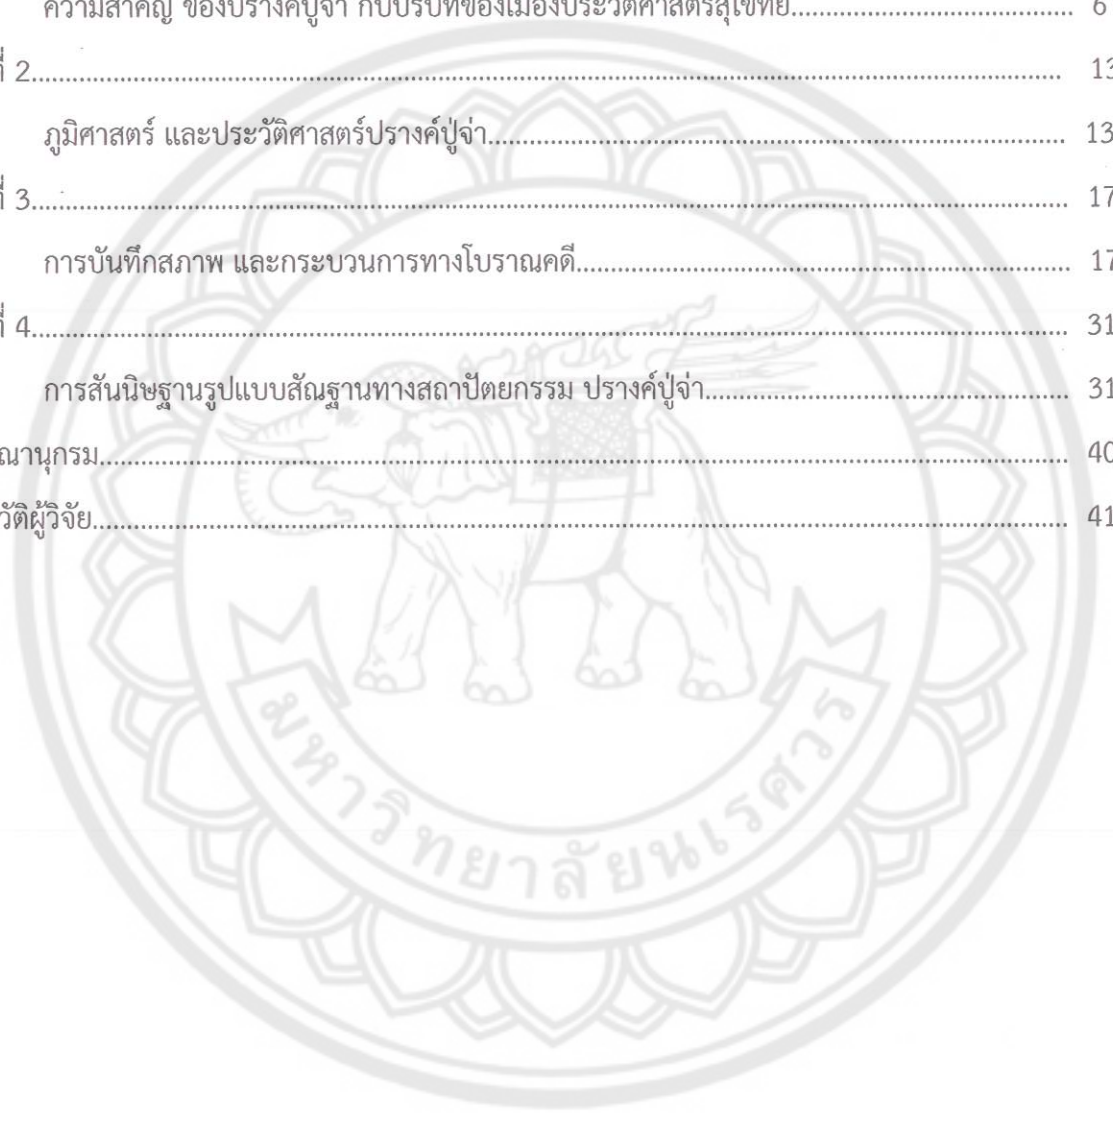 ความสำคัญ ของปรางค์ปู่จ่า กับบริบทของเมืองประวัติศาสตร์สุโขทัย........................................ 6
ที่ 2.................................................................................................................... 13
ภูมิศาสตร์ และประวัติศาสตร์ปรางค์ปู่จ่า............................................................................ 13
ที่ 3.................................................................................................................... 17
การบันทึกสภาพ และกระบวนการทางโบราณคดี................................................................. 17
ที่ 4.................................................................................................................... 31
การสันนิษฐานรูปแบบสัณฐานทางสถาปัตยกรรม ปรางค์ปู่จ่า................................................ 31
ณานุกรม............................................................................................................ 40
วัติผู้วิจัย............................................................................................................. 41
มหาวิทยาลัยนเรศวร